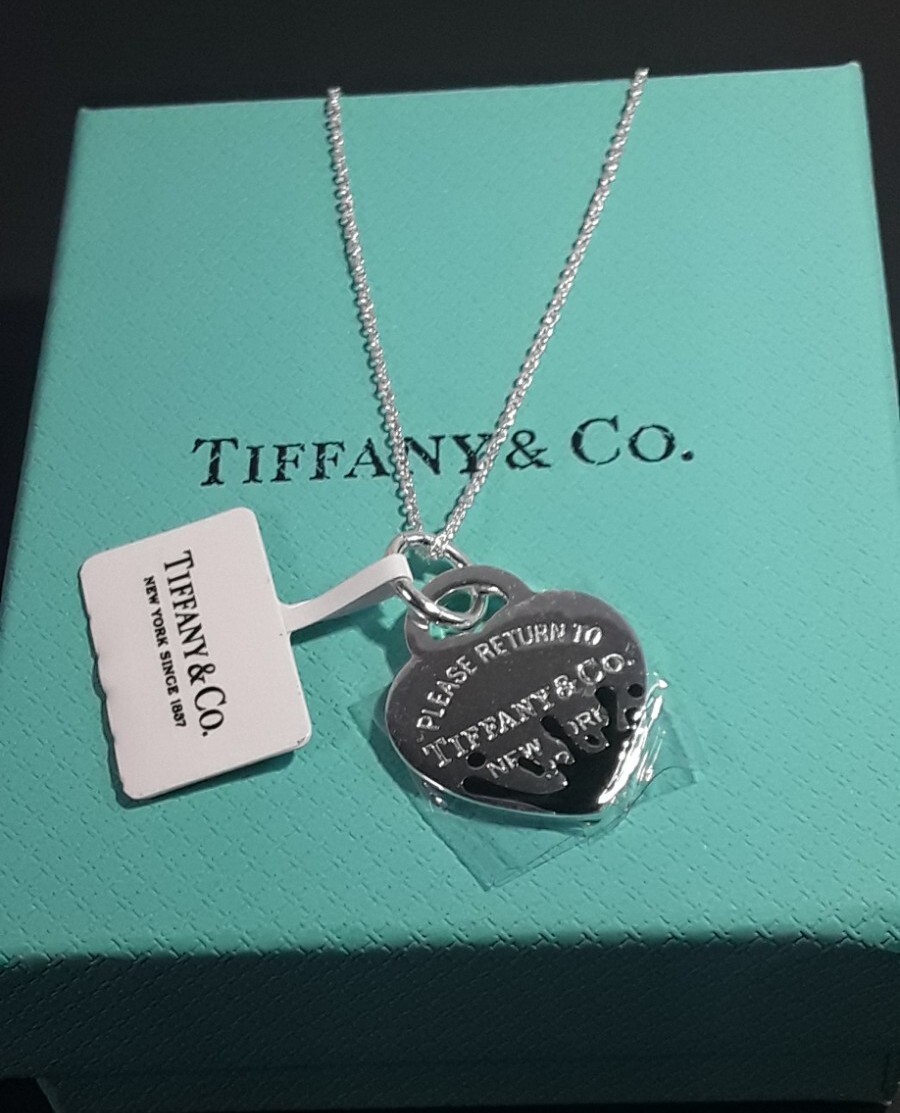 TIFFANY & CO.
TIFFANY & CO.
NEW YORK SINCE 1837
PLEASE RETURN TO
TIFFANY & CO.
NEW YORK